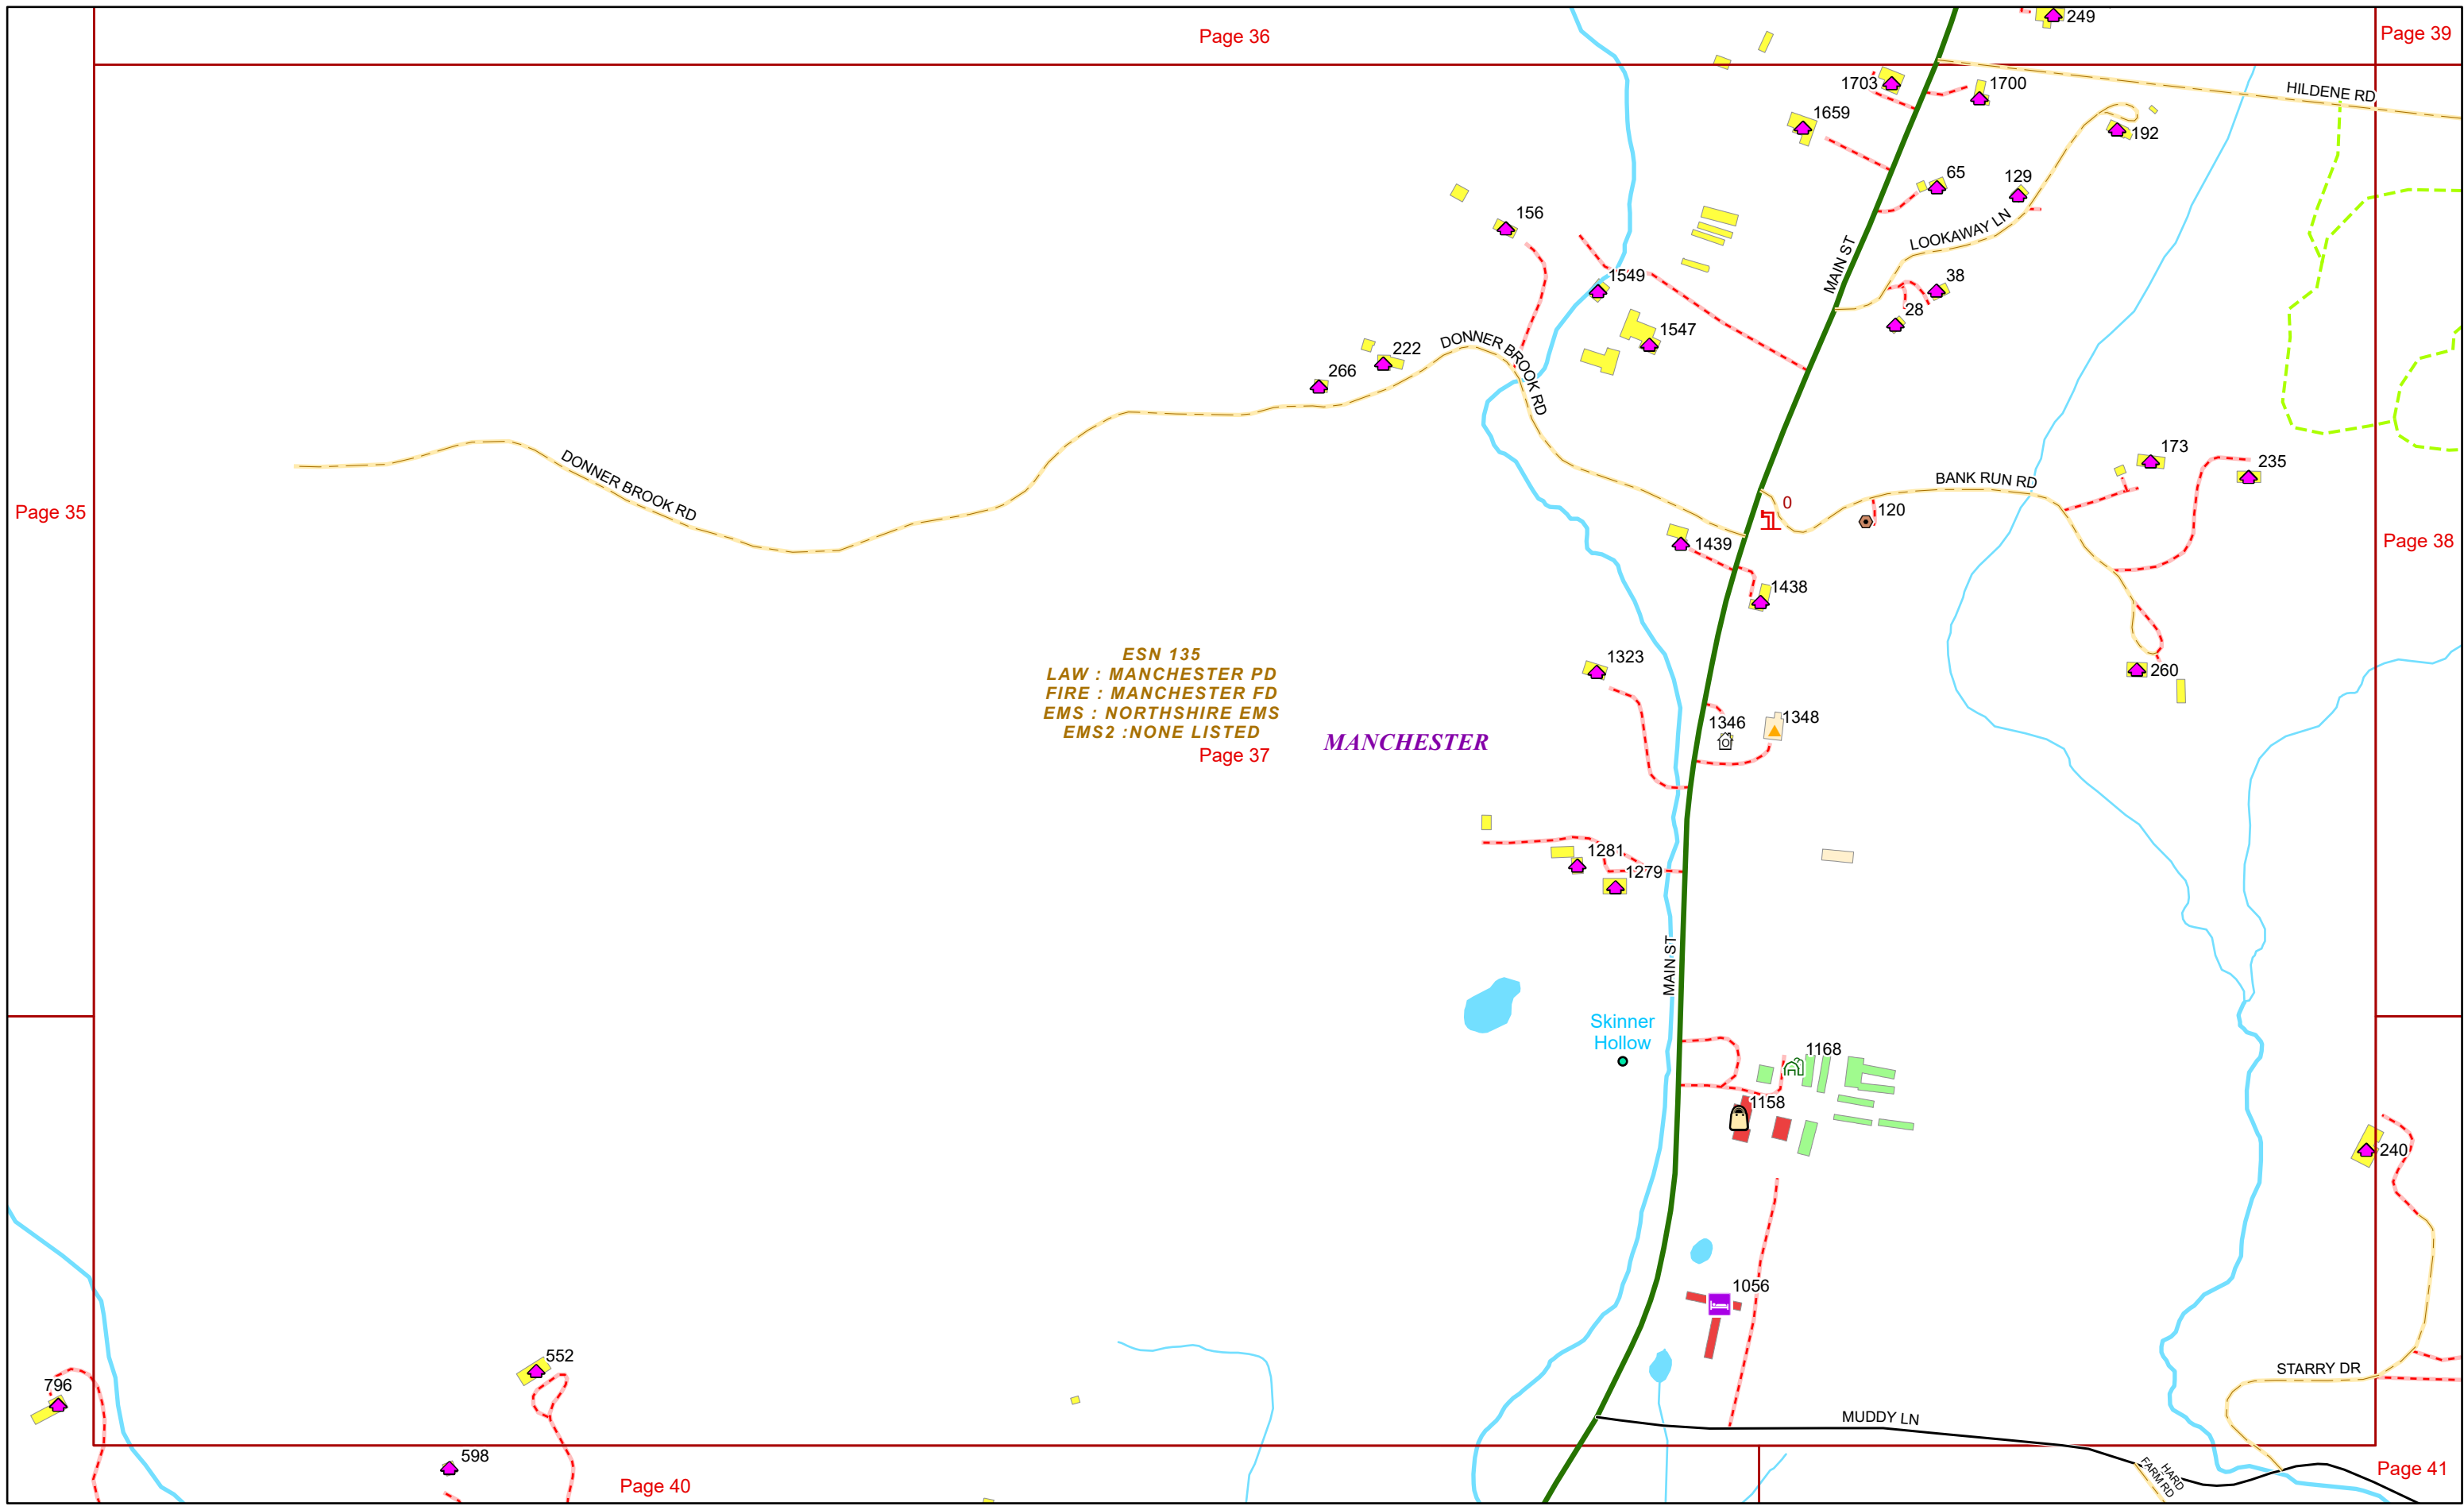 Page 36
249
Page 39
1703
1700
HILDENE RD
1659
192
65
129
156
LOOKAWAY LN
MAIN ST
1549
38
28
1547
DONNER BROOK RD
222
266
173
235
DONNER BROOK RD
BANK RUN RD
0
120
Page 35
1439
Page 38
1438
ESN 135
LAW : MANCHESTER PD
FIRE : MANCHESTER FD
EMS : NORTHSHIRE EMS
EMS2 :NONE LISTED
1323
260
1346
1348
MANCHESTER
Page 37
1281
1279
MAIN ST
Skinner
Hollow
1168
1158
240
1056
552
STARRY DR
796
MUDDY LN
598
Page 40
HARD
FARM RD
Page 41